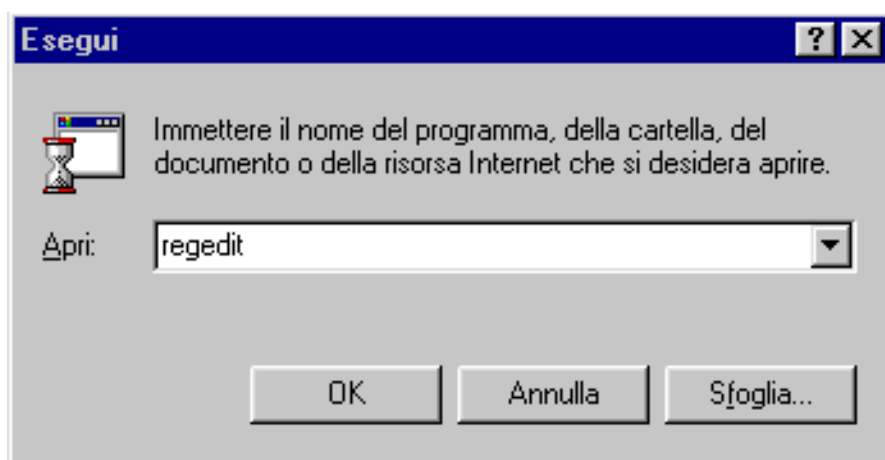 Esegui
Immettere il nome del programma, della cartella, del
documento o della risorsa Internet che si desidera aprire.
Apri: regedit
OK Annulla Sfoglia...